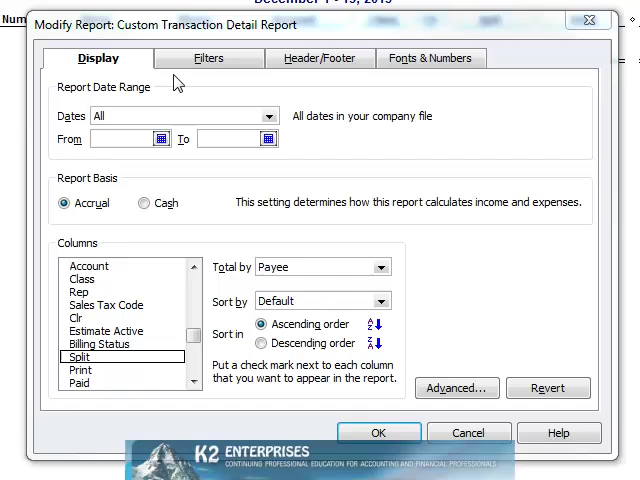 December 1 - 15, 2015
Num
Modify Report: Custom Transaction Detail Report
Display
Filters
Header/Footer
Fonts & Numbers
Report Date Range
Dates All All dates in your company file
From To
Report Basis
Accrual Cash This setting determines how this report calculates income and expenses.
Columns
Account
Class
Rep
Sales Tax Code
Clr
Estimate Active
Billing Status
Split
Print
Paid
Total by Payee
Sort by Default
Sort in Ascending order
Descending order
Put a check mark next to each column
that you want to appear in the report.
Advanced... Revert
OK Cancel Help
K2 ENTERPRISES
CONTINUING PROFESSIONAL EDUCATION FOR ACCOUNTING AND FINANCIAL PROFESSIONALS